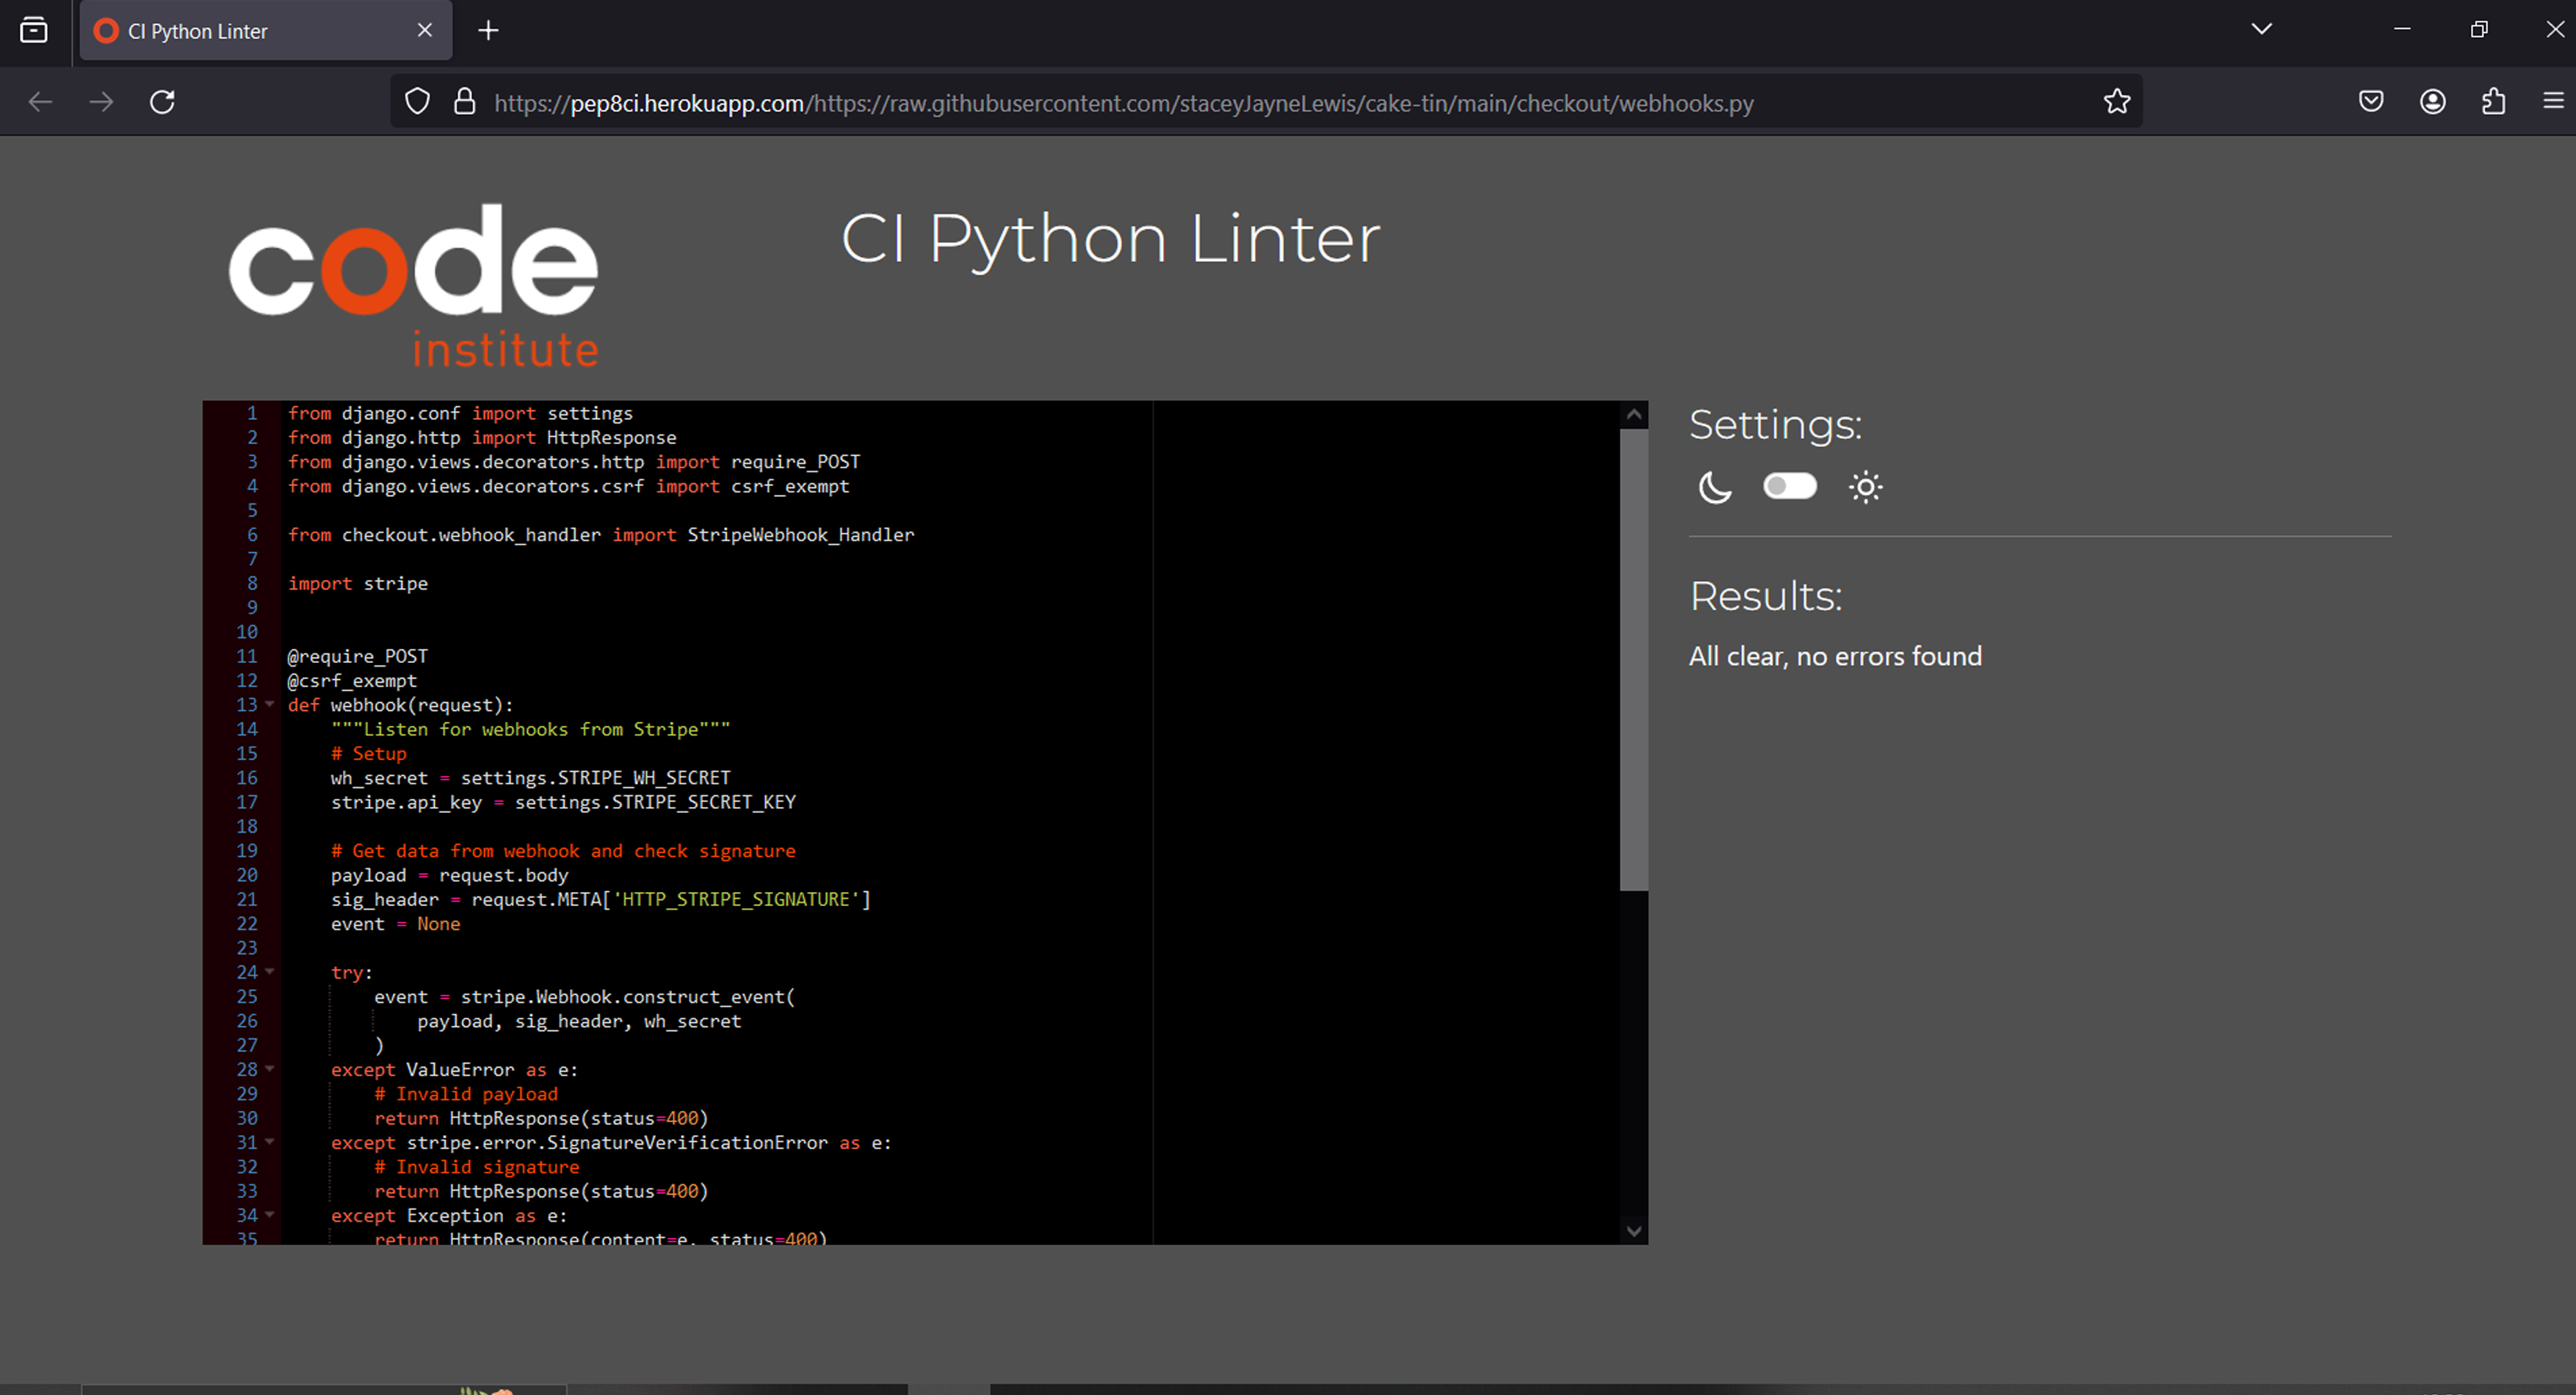 CI Python Linter
https://pep8ci.herokuapp.com/https://raw.githubusercontent.com/staceyJayneLewis/cake-tin/main/checkout/webhooks.py
code
institute
CI Python Linter
1 from django.conf import settings
2 from django.http import HttpResponse
3 from django.views.decorators.http import require_POST
4 from django.views.decorators.csrf import csrf_exempt
5
6 from checkout.webhook_handler import StripeWebhook_Handler
7
8 import stripe
9
10
11 @require_POST
12 @csrf_exempt
13 def webhook(request):
14     """Listen for webhooks from Stripe"""
15     # Setup
16     wh_secret = settings.STRIPE_WH_SECRET
17     stripe.api_key = settings.STRIPE_SECRET_KEY
18
19     # Get data from webhook and check signature
20     payload = request.body
21     sig_header = request.META['HTTP_STRIPE_SIGNATURE']
22     event = None
23
24     try:
25         event = stripe.Webhook.construct_event(
26             payload, sig_header, wh_secret
27         )
28     except ValueError as e:
29         # Invalid payload
30         return HttpResponse(status=400)
31     except stripe.error.SignatureVerificationError as e:
32         # Invalid signature
33         return HttpResponse(status=400)
34     except Exception as e:
35         return HttpResponse(content=e, status=400)
Settings:
Results:
All clear, no errors found